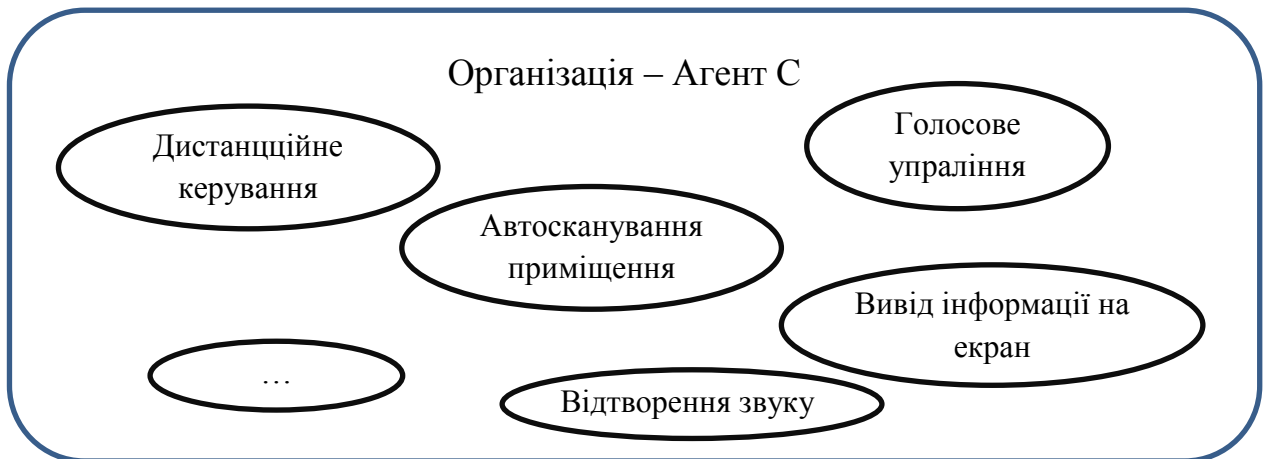 Організація – Агент С
Дистанцційне
керування
Голосове
упраління
Автосканування
приміщення
Вивід інформації на
екран
…
Відтворення звуку